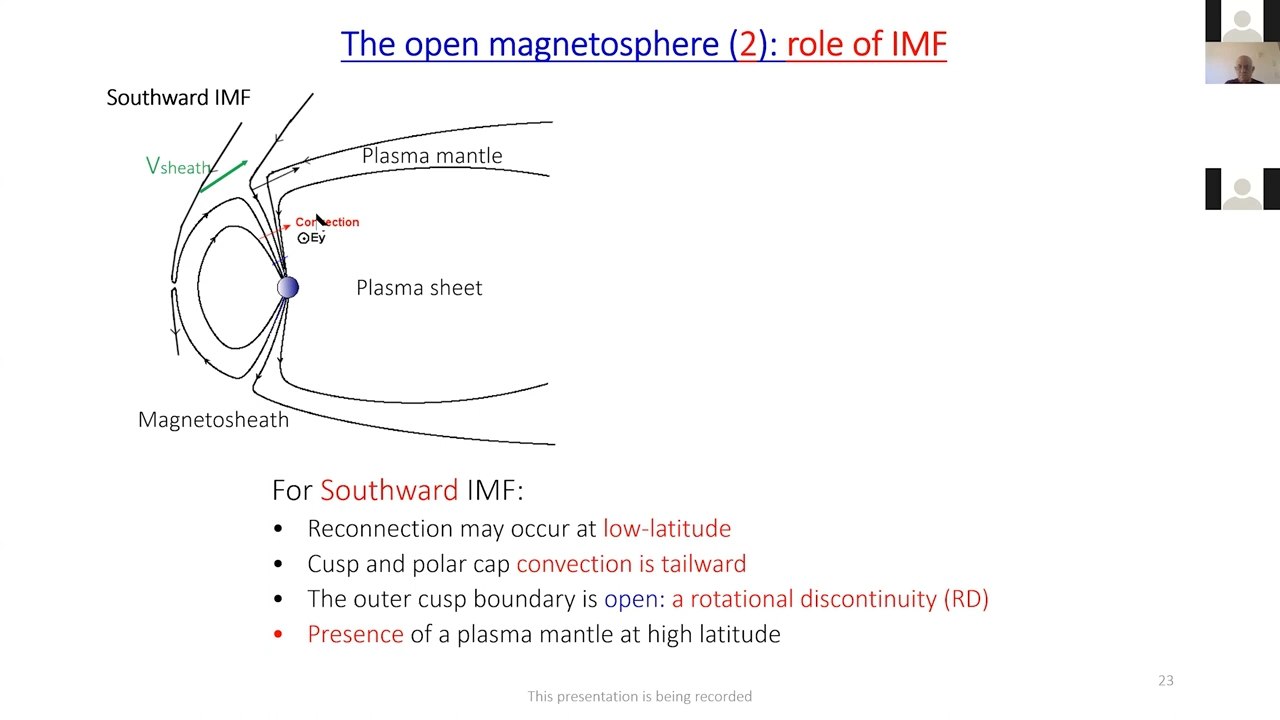 The open magnetosphere (2): role of IMF
Southward IMF
Vsheath
Plasma mantle
Convection
Ey
Plasma sheet
Magnetosheath
For Southward IMF:
• Reconnection may occur at low-latitude
• Cusp and polar cap convection is tailward
• The outer cusp boundary is open: a rotational discontinuity (RD)
• Presence of a plasma mantle at high latitude
23
This presentation is being recorded